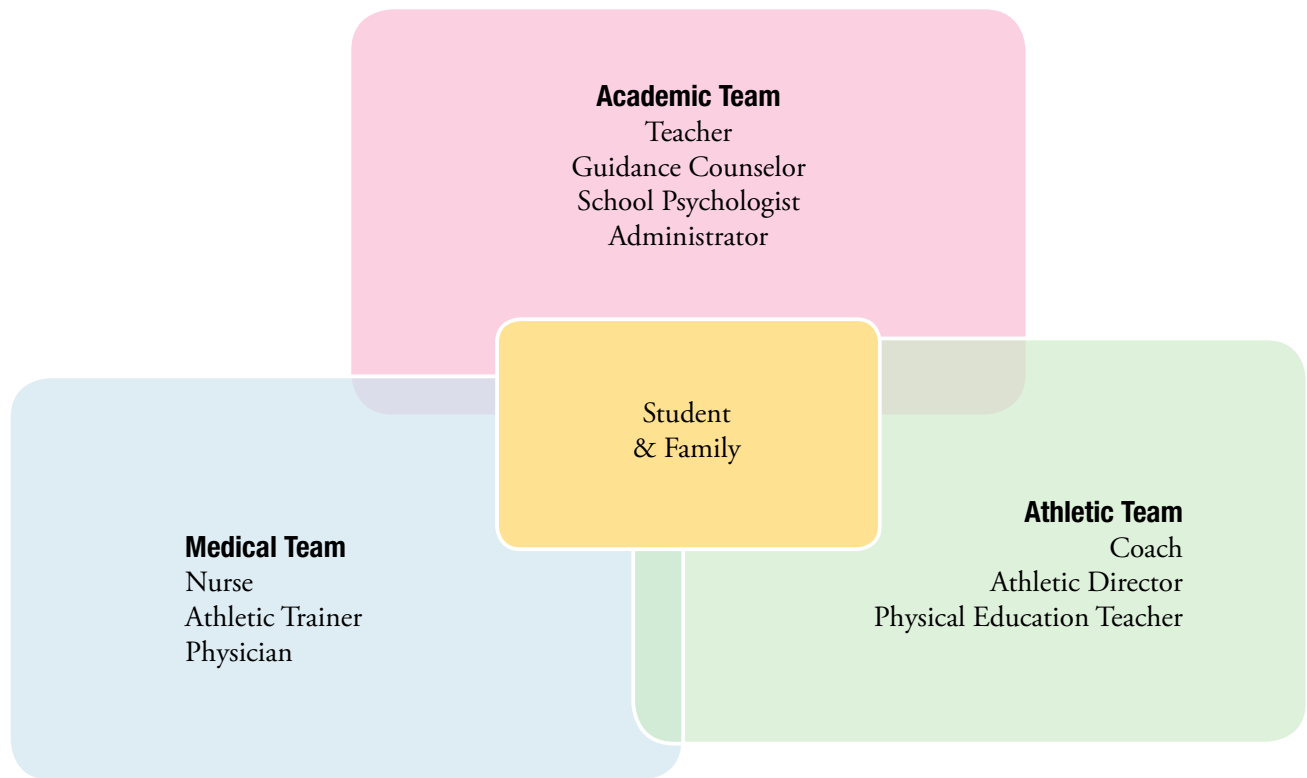 Academic Team
Teacher
Guidance Counselor
School Psychologist
Administrator
Student
& Family
Medical Team
Nurse
Athletic Trainer
Physician
Athletic Team
Coach
Athletic Director
Physical Education Teacher